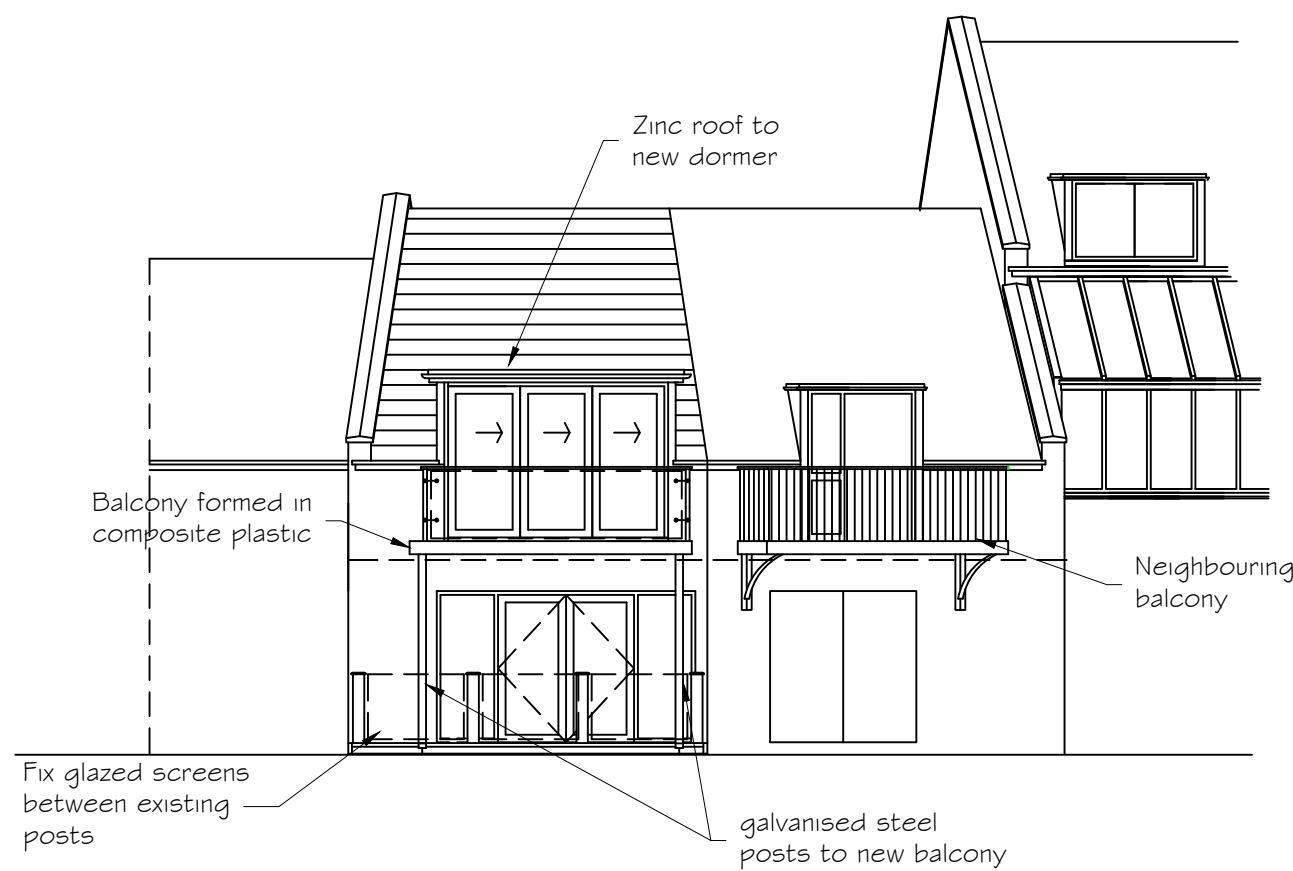 Zinc roof to
new dormer
Balcony formed in
composite plastic
Neighbouring
balcony
Fix glazed screens
between existing
posts
galvanised steel
posts to new balcony